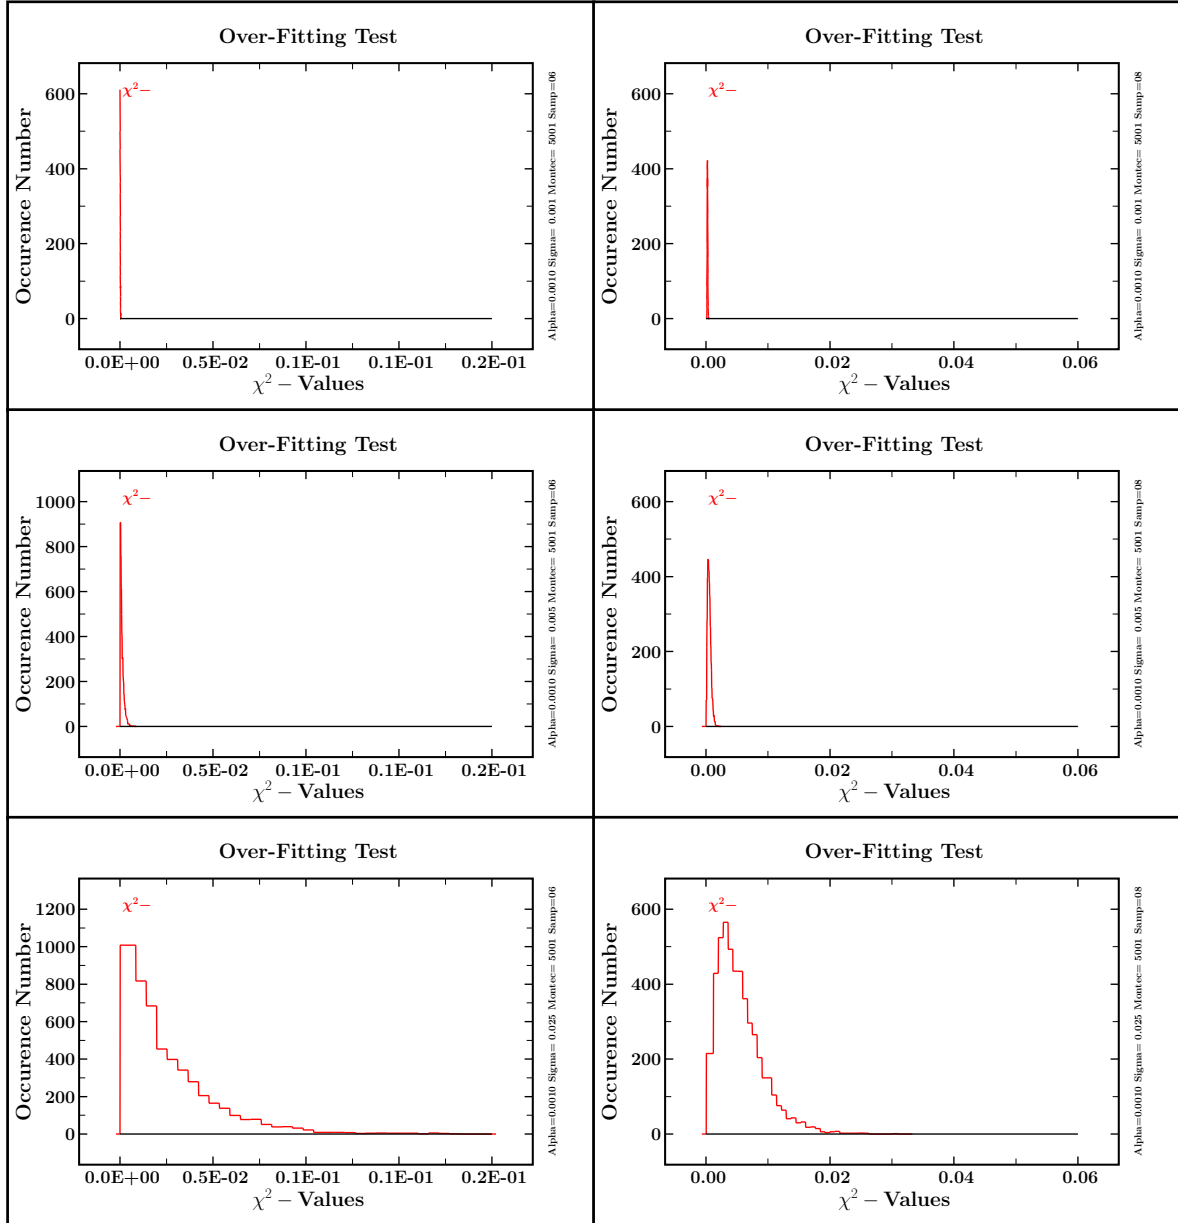 Over-Fitting Test
χ²−
Occurence Number
600
400
200
0
0.0E+00 0.5E-02 0.1E-01 0.1E-01 0.2E-01
χ² − Values
Alpha=0.0010 Sigma= 0.001 Montec= 5001 Samp=06
Over-Fitting Test
χ²−
Occurence Number
600
400
200
0
0.00 0.02 0.04 0.06
χ² − Values
Alpha=0.0010 Sigma= 0.001 Montec= 5001 Samp=08
Over-Fitting Test
χ²−
Occurence Number
1000
800
600
400
200
0
0.0E+00 0.5E-02 0.1E-01 0.1E-01 0.2E-01
χ² − Values
Alpha=0.0010 Sigma= 0.005 Montec= 5001 Samp=06
Over-Fitting Test
χ²−
Occurence Number
600
400
200
0
0.00 0.02 0.04 0.06
χ² − Values
Alpha=0.0010 Sigma= 0.005 Montec= 5001 Samp=08
Over-Fitting Test
χ²−
Occurence Number
1200
1000
800
600
400
200
0
0.0E+00 0.5E-02 0.1E-01 0.1E-01 0.2E-01
χ² − Values
Alpha=0.0010 Sigma= 0.025 Montec= 5001 Samp=06
Over-Fitting Test
χ²−
Occurence Number
600
400
200
0
0.00 0.02 0.04 0.06
χ² − Values
Alpha=0.0010 Sigma= 0.025 Montec= 5001 Samp=08